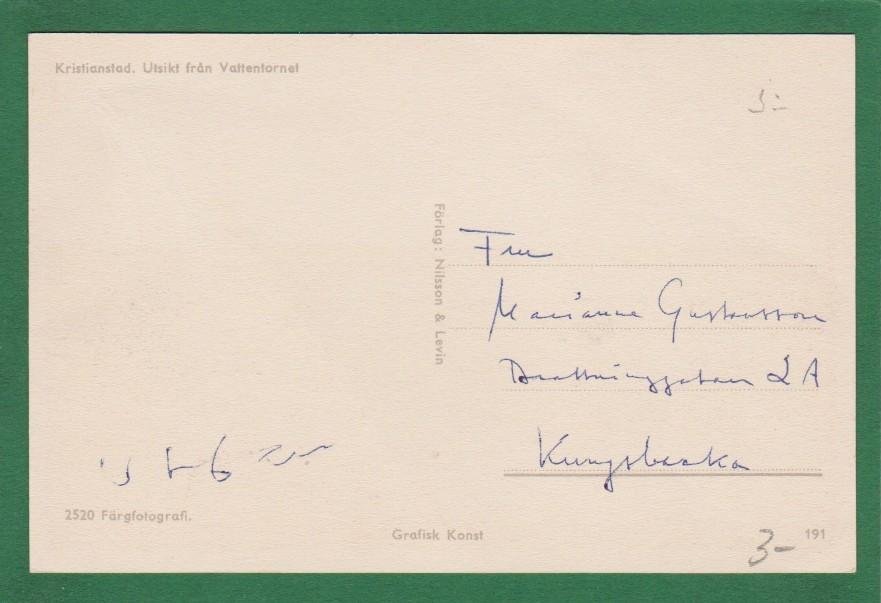 Kristianstad. Utsikt från Vattentornet
3:-
Förlag: Nilsson & Levin
Fru
Marianne Gustavsson
Drottninggatan 2 A
Kungsbacka
2520 Färgfotografi.
Grafisk Konst
3-
191